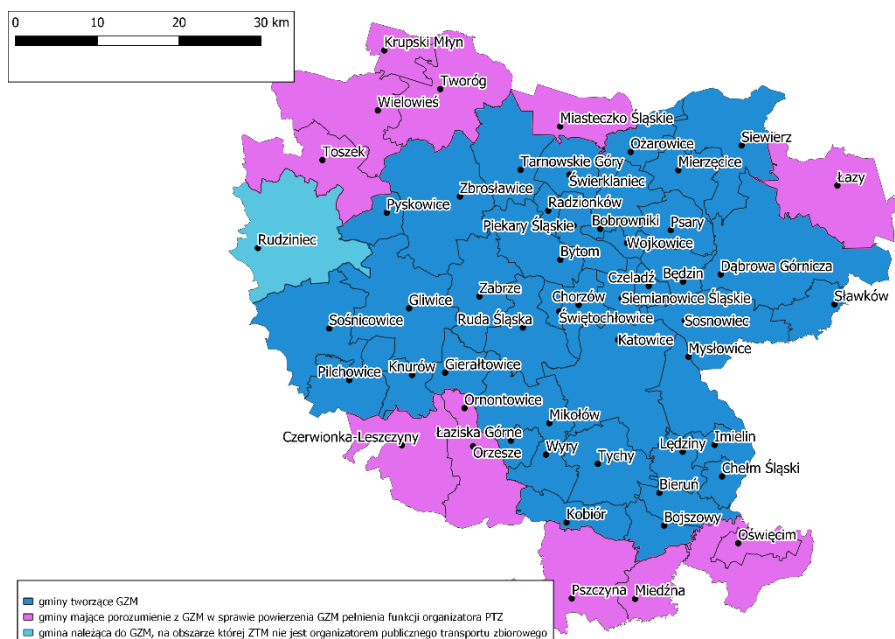 0 10 20 30 km
Krupski Młyn
Tworóg
Wielowieś
Miasteczko Śląskie
Siewierz
Ożarowice
Toszek
Tarnowskie Góry
Mierzęcice
Świerklaniec
Łazy
Zbrosławice
Pyskowice
Radzionków
Piekary Śląskie
Bobrowniki
Psary
Rudziniec
Wojkowice
Bytom
Dąbrowa Górnicza
Czeladź
Będzin
Zabrze
Chorzów
Siemianowice Śląskie
Sławków
Gliwice
Świętochłowice
Sosnowiec
Sośnicowice
Ruda Śląska
Katowice
Mysłowice
Pilchowice
Knurów
Gierałtowice
Ornontowice
Mikołów
Czerwionka-Leszczyny
Łaziska Górne
Orzesze
Wyry
Tychy
Lędziny
Imielin
Chełm Śląski
Bieruń
Kobiór
Bojszowy
Oświęcim
Pszczyna
Miedźna
gminy tworzące GZM
gminy mające porozumienie z GZM w sprawie powierzenia GZM pełnienia funkcji organizatora PTZ
gmina należąca do GZM, na obszarze której ZTM nie jest organizatorem publicznego transportu zbiorowego